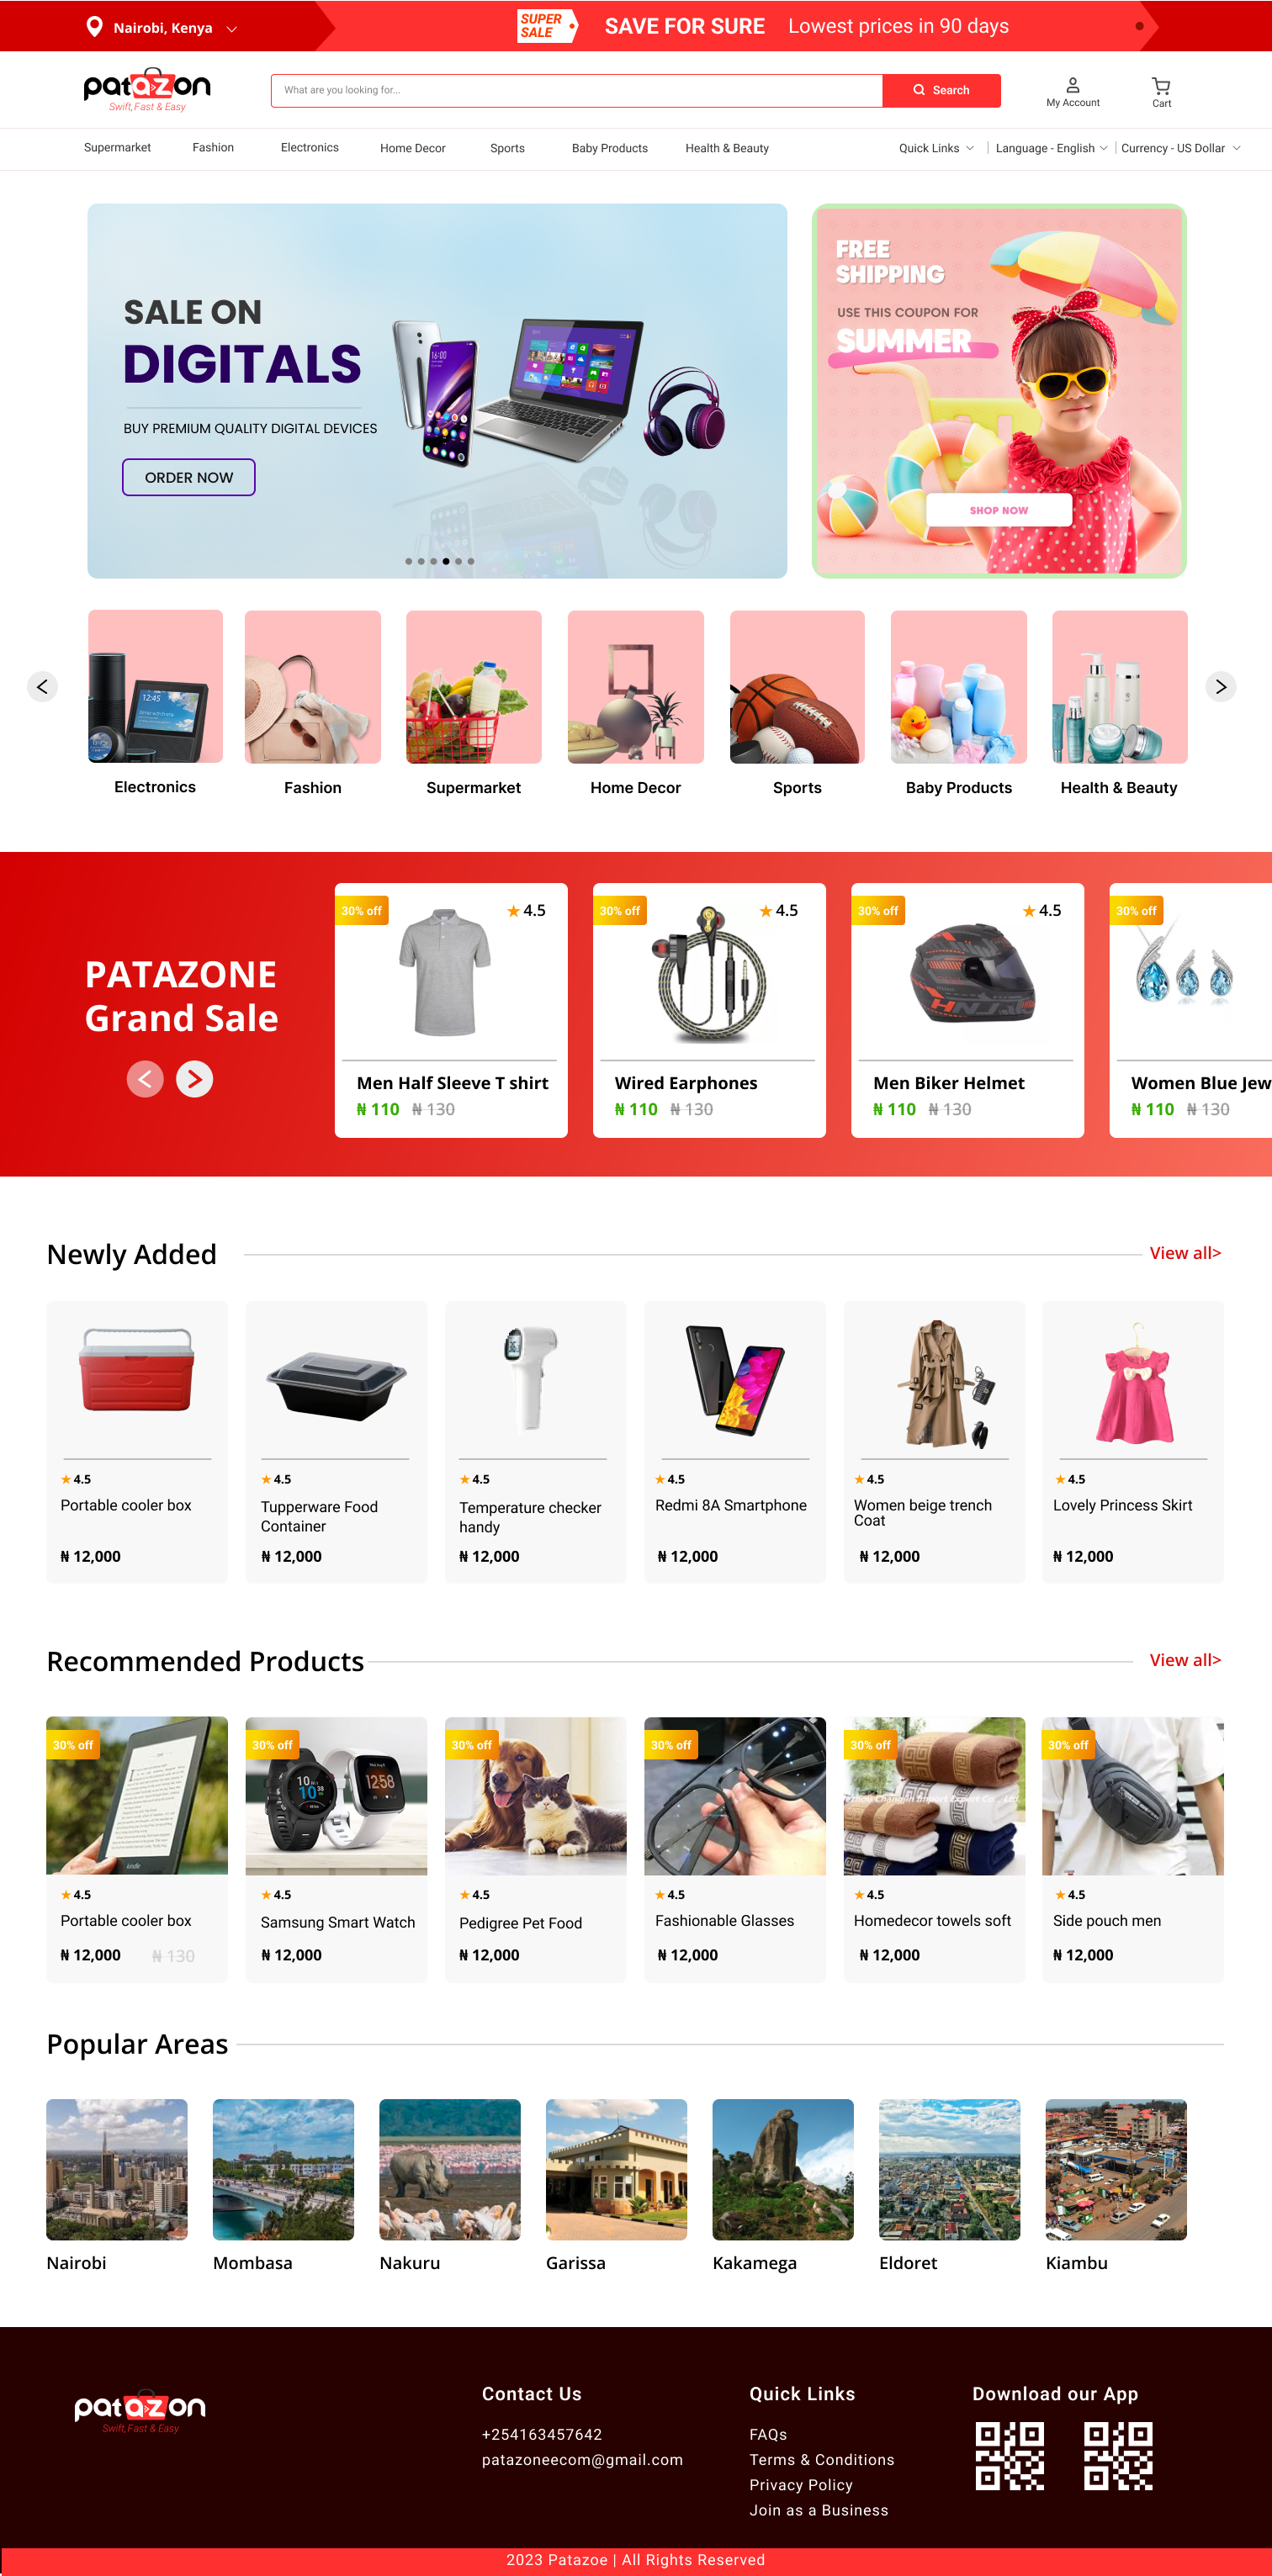 Nairobi, Kenya
SUPER SALE
SAVE FOR SURE Lowest prices in 90 days
patazon
Swift, Fast & Easy
What are you looking for...
Search
My Account
Cart
Supermarket Fashion Electronics Home Decor Sports Baby Products Health & Beauty
Quick Links | Language - English | Currency - US Dollar
SALE ON
DIGITALS
BUY PREMIUM QUALITY DIGITAL DEVICES
ORDER NOW
16:00
FREE
SHIPPING
USE THIS COUPON FOR
SUMMER
SHOP NOW
12:45
Electronics Fashion Supermarket Home Decor Sports Baby Products Health & Beauty
PATAZONE
Grand Sale
30% off 4.5
Men Half Sleeve T shirt
₦ 110 ₦ 130
30% off 4.5
Wired Earphones
₦ 110 ₦ 130
30% off 4.5
Men Biker Helmet
₦ 110 ₦ 130
30% off
Women Blue Jew
₦ 110 ₦ 130
Newly Added
View all>
4.5
Portable cooler box
₦ 12,000
4.5
Tupperware Food
Container
₦ 12,000
4.5
Temperature checker
handy
₦ 12,000
4.5
Redmi 8A Smartphone
₦ 12,000
4.5
Women beige trench
Coat
₦ 12,000
4.5
Lovely Princess Skirt
₦ 12,000
Recommended Products
View all>
30% off
kindle
4.5
Portable cooler box
₦ 12,000 ₦ 130
30% off
10
10 38
12:58
4.5
Samsung Smart Watch
₦ 12,000
30% off
4.5
Pedigree Pet Food
₦ 12,000
30% off
4.5
Fashionable Glasses
₦ 12,000
30% off
4.5
Homedecor towels soft
₦ 12,000
30% off
4.5
Side pouch men
₦ 12,000
Popular Areas
Nairobi Mombasa Nakuru Garissa Kakamega Eldoret Kiambu
patazon
Swift, Fast & Easy
Contact Us
+254163457642
patazoneecom@gmail.com
Quick Links
FAQs
Terms & Conditions
Privacy Policy
Join as a Business
Download our App
2023 Patazoe | All Rights Reserved